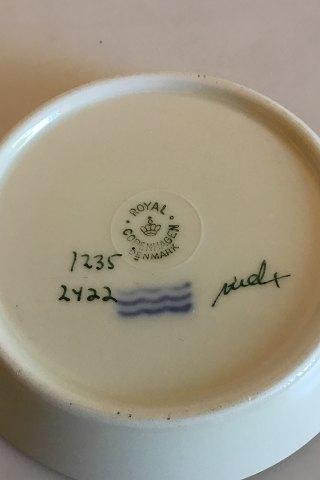 ROYAL
COPENHAGEN
DENMARK
1235
2422